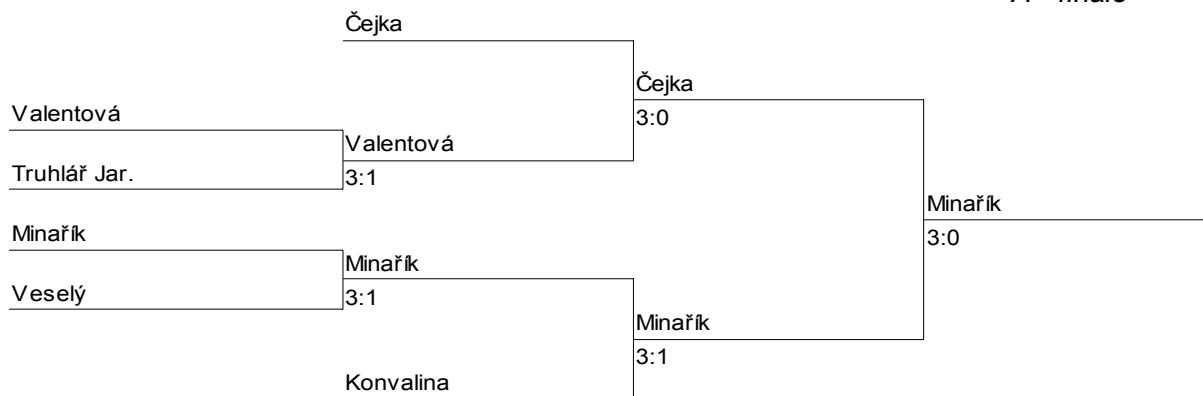 Čejka
Čejka
Valentová
3:0
Valentová
Truhlář Jar.
3:1
Minařík
Minařík
3:0
Minařík
Veselý
3:1
Minařík
3:1
Konvalina